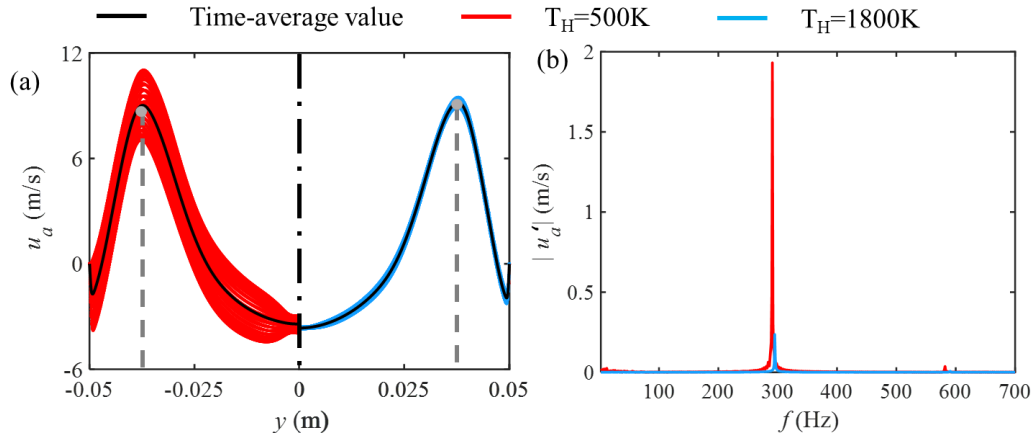 Time-average value T_H=500K T_H=1800K
(a)
12
6
0
-6
u_a (m/s)
-0.05 -0.025 0 0.025 0.05
y (m)
(b)
2
1.5
1
0.5
0
| u_a' | (m/s)
100 200 300 400 500 600 700
f (Hz)